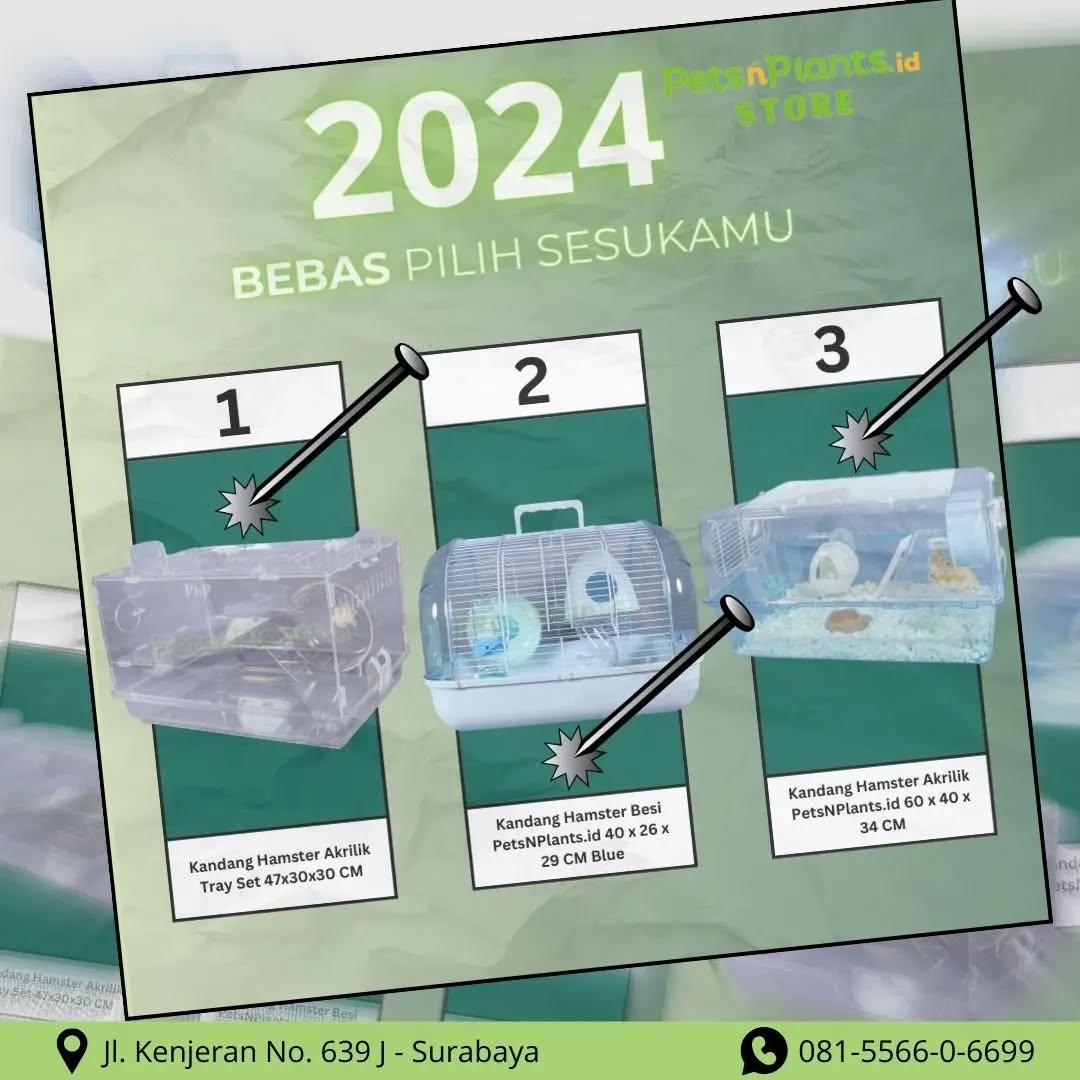 2024
PetsnPlants.id
STORE
BEBAS PILIH SESUKAMU
1
2
3
Kandang Hamster Akrilik
Tray Set 47x30x30 CM
Kandang Hamster Besi
PetsNPlants.id 40 x 26 x
29 CM Blue
Kandang Hamster Akrilik
PetsNPlants.id 60 x 40 x
34 CM
Jl. Kenjeran No. 639 J - Surabaya
081-5566-0-6699